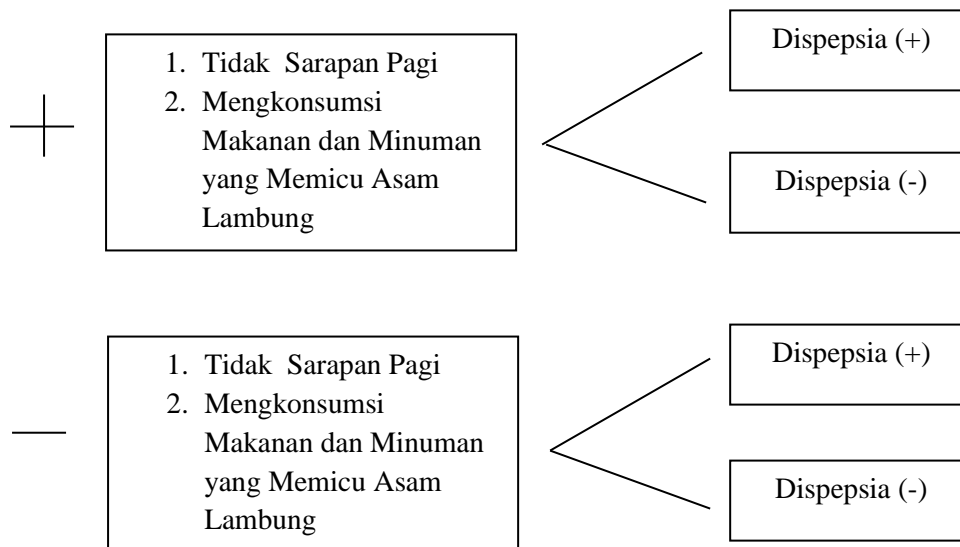 +
1. Tidak Sarapan Pagi
2. Mengkonsumsi
Makanan dan Minuman
yang Memicu Asam
Lambung
Dispepsia (+)
Dispepsia (-)
–
1. Tidak Sarapan Pagi
2. Mengkonsumsi
Makanan dan Minuman
yang Memicu Asam
Lambung
Dispepsia (+)
Dispepsia (-)